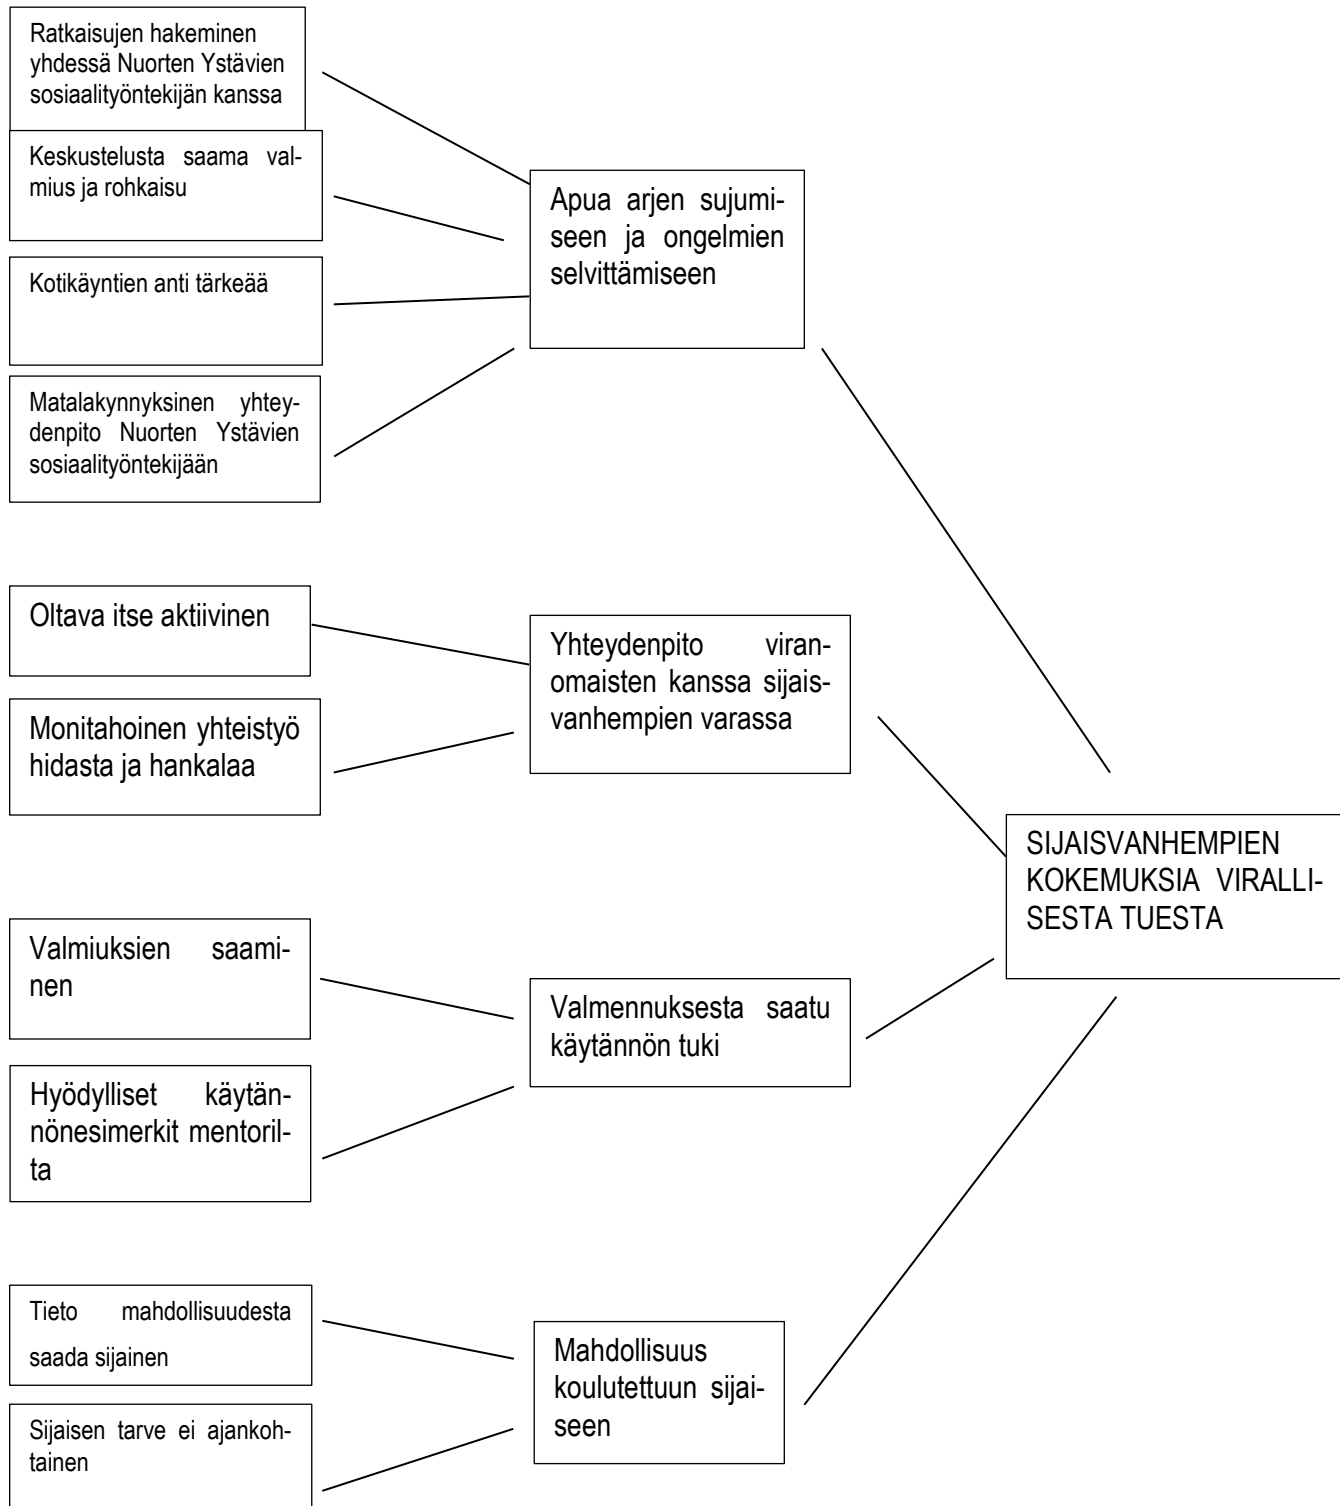 Ratkaisujen hakeminen
yhdessä Nuorten Ystävien
sosiaalityöntekijän kanssa
Keskustelusta saama val-
mius ja rohkaisu
Kotikäyntien anti tärkeää
Matalakynnyksinen yhtey-
denpito Nuorten Ystävien
sosiaalityöntekijään
Apua arjen sujumi-
seen ja ongelmien
selvittämiseen
Oltava itse aktiivinen
Monitahoinen yhteistyö
hidasta ja hankalaa
Yhteydenpito viran-
omaisten kanssa sijais-
vanhempien varassa
Valmiuksien saami-
nen
Hyödylliset käytän-
nönesimerkit mentoril-
ta
Valmennuksesta saatu
käytännön tuki
Tieto mahdollisuudesta
saada sijainen
Sijaisen tarve ei ajankoh-
tainen
Mahdollisuus
koulutettuun sijai-
seen
SIJAISVANHEMPIEN
KOKEMUKSIA VIRALLI-
SESTA TUESTA